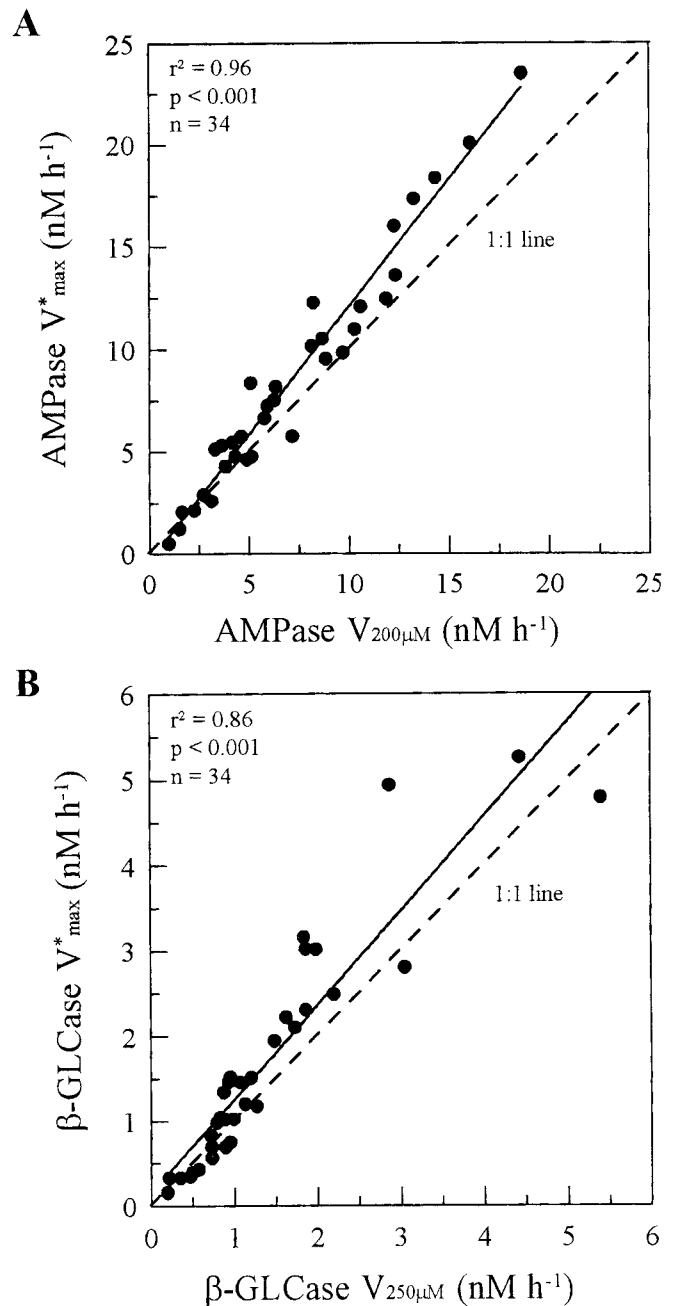 A
r² = 0.96
p < 0.001
n = 34
1:1 line
AMPase V*max (nM h-1)
25
20
15
10
5
0
0 5 10 15 20 25
AMPase V200µM (nM h-1)
B
r² = 0.86
p < 0.001
n = 34
1:1 line
β-GLCase V*max (nM h-1)
6
5
4
3
2
1
0
0 1 2 3 4 5 6
β-GLCase V250µM (nM h-1)